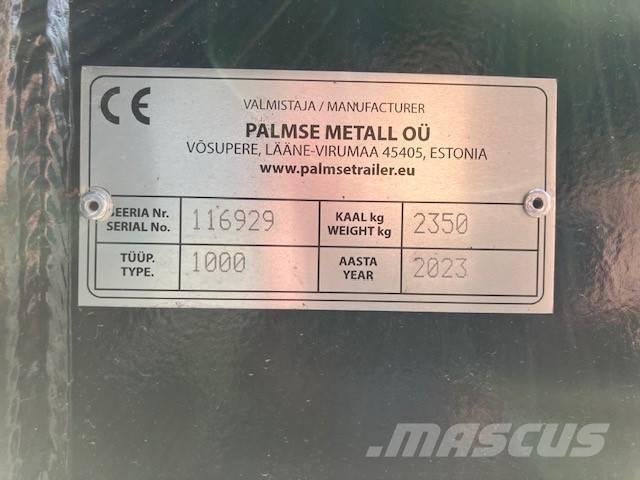 CE
VALMISTAJA / MANUFACTURER
PALMSE METALL OÜ
VÕSUPERE, LÄÄNE-VIRUMAA 45405, ESTONIA
www.palmsetrailer.eu
SEERIA Nr.
SERIAL No.
116929
KAAL kg
WEIGHT kg
2350
TÜÜP.
TYPE.
1000
AASTA
YEAR
2023
MASCUS